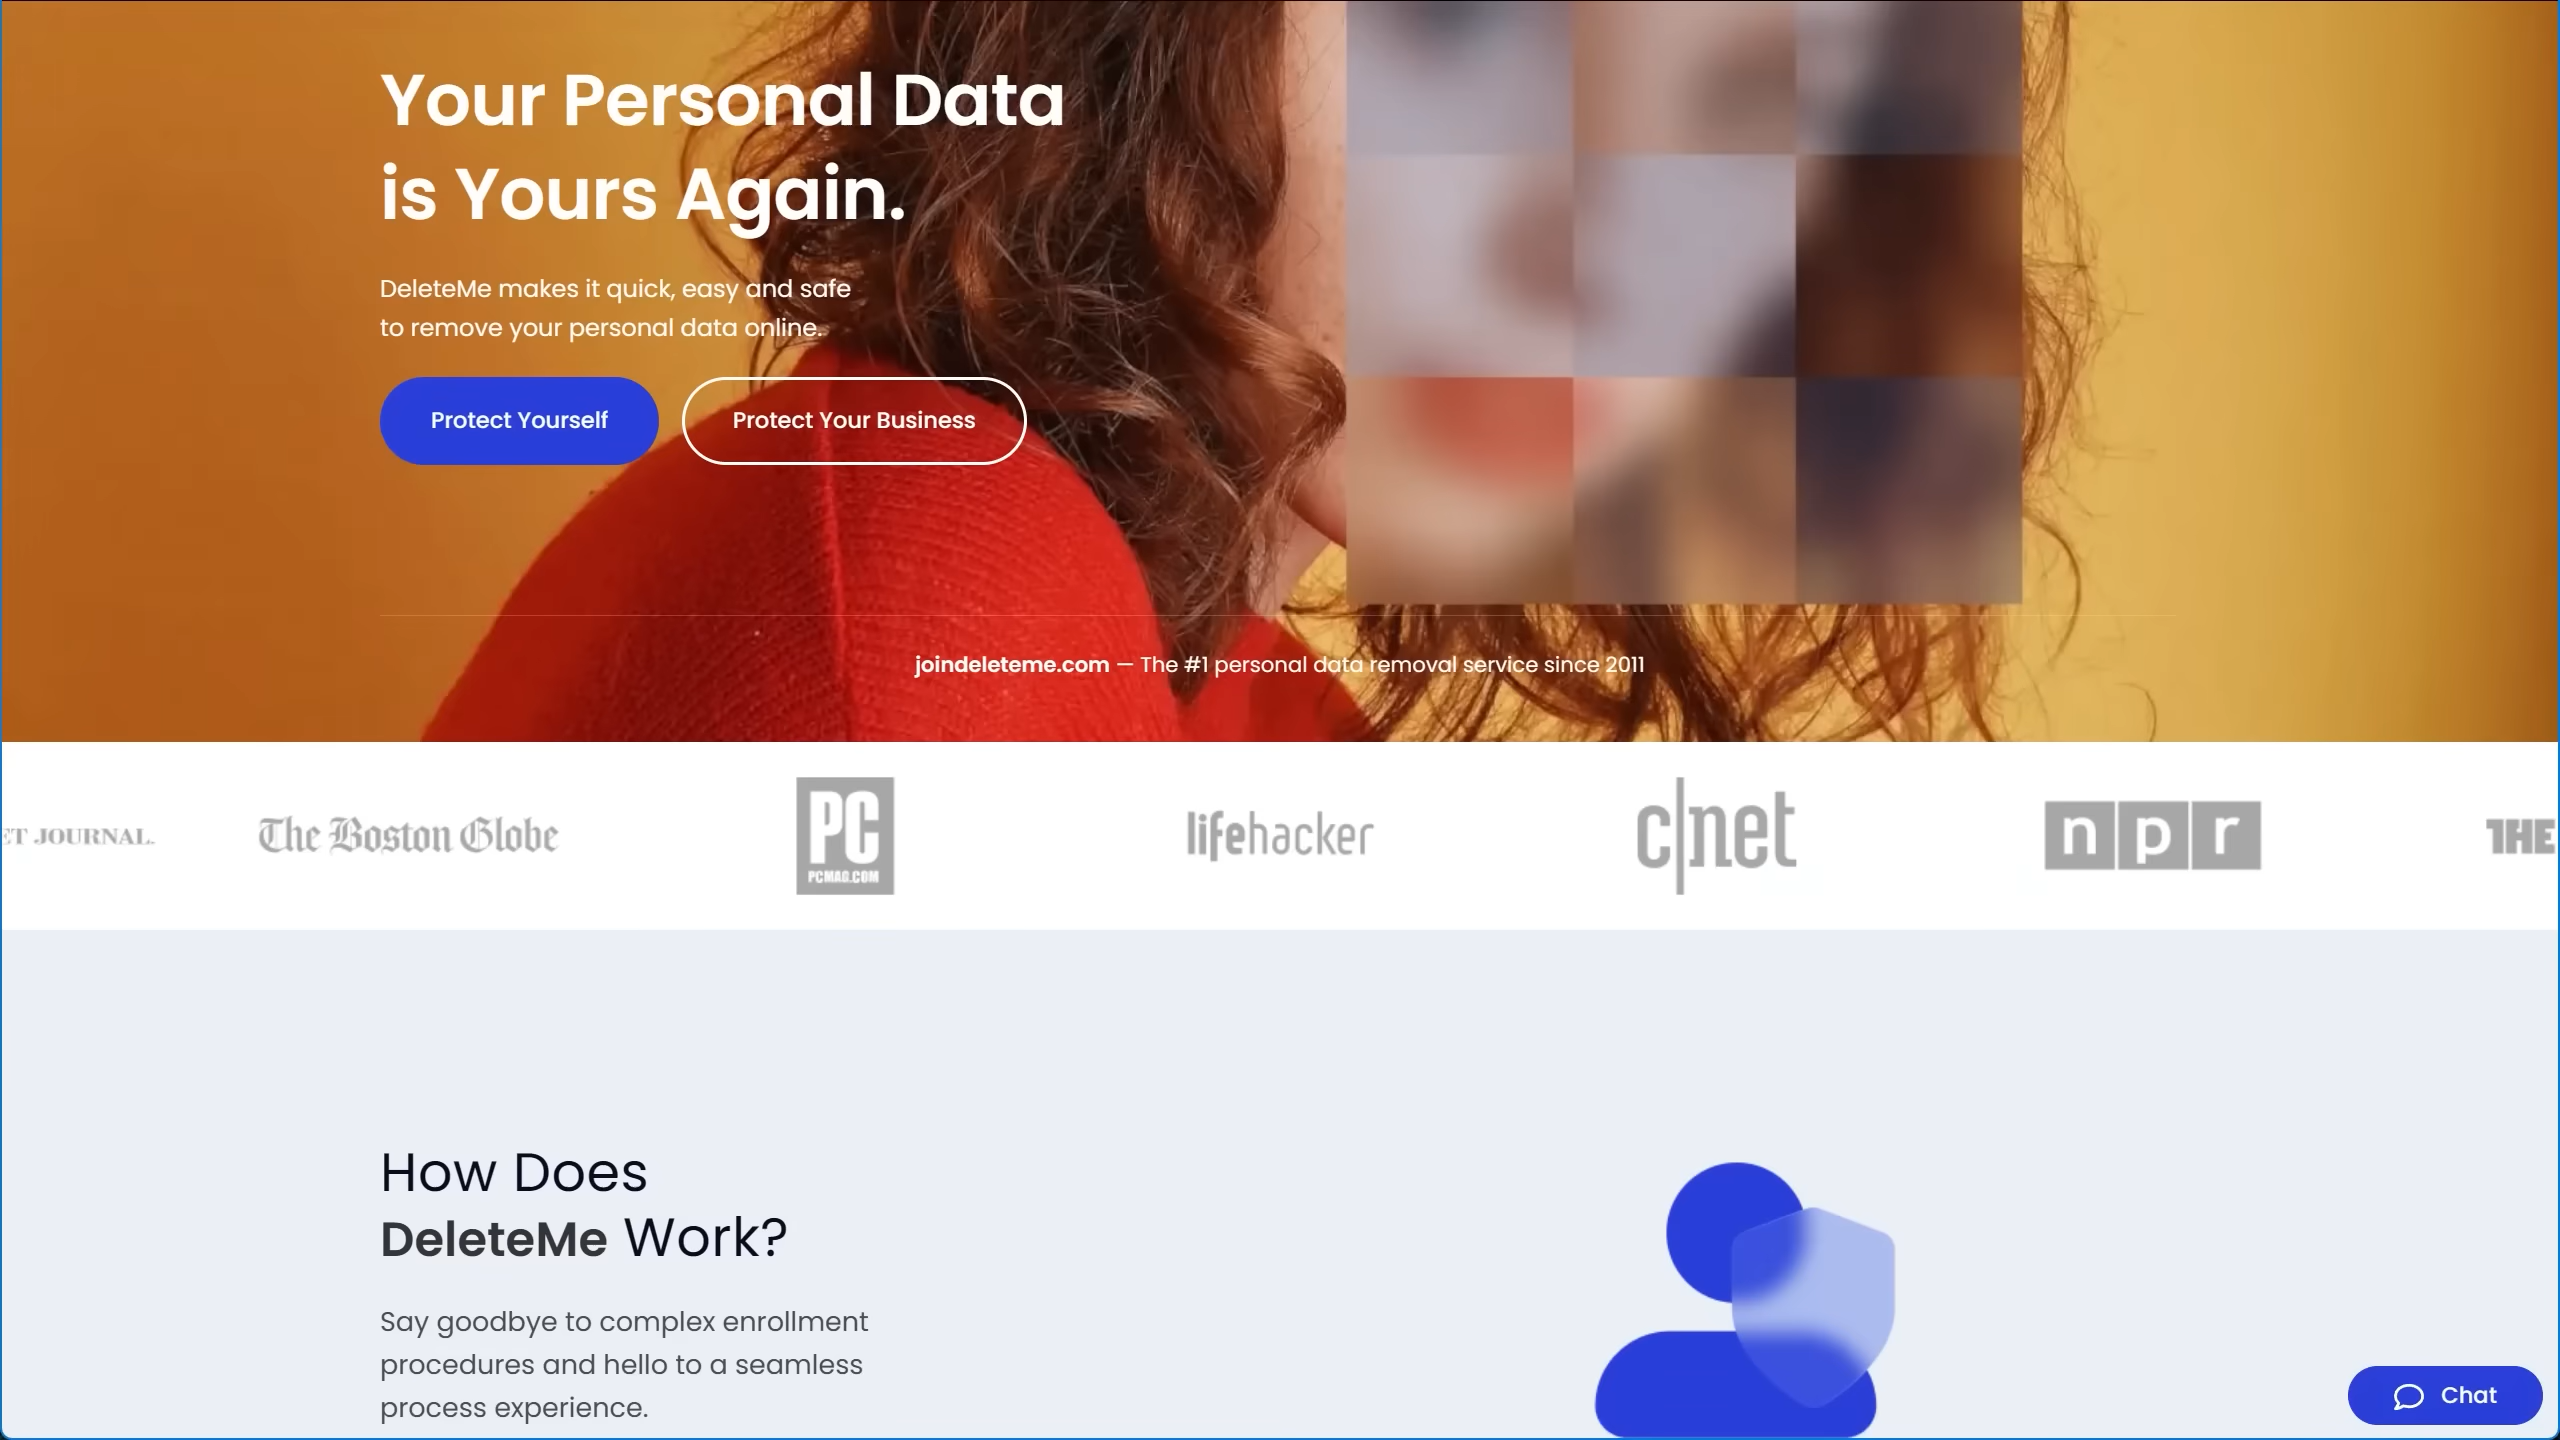 Your Personal Data
is Yours Again.
DeleteMe makes it quick, easy and safe
to remove your personal data online.
Protect Yourself
Protect Your Business
joindeleteme.com — The #1 personal data removal service since 2011
ET JOURNAL.
The Boston Globe
PC
PCMAG.COM
lifehacker
c|net
npr
THE
How Does
DeleteMe Work?
Say goodbye to complex enrollment
procedures and hello to a seamless
process experience.
Chat